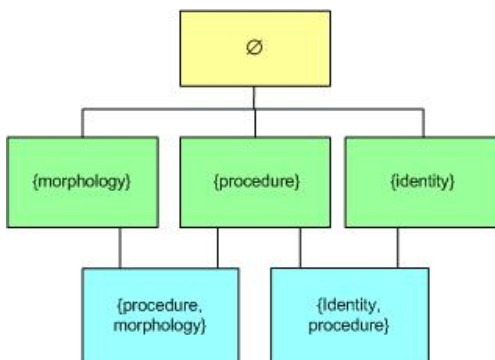 ∅
{morphology}
{procedure}
{identity}
{procedure,
morphology}
{Identity,
procedure}